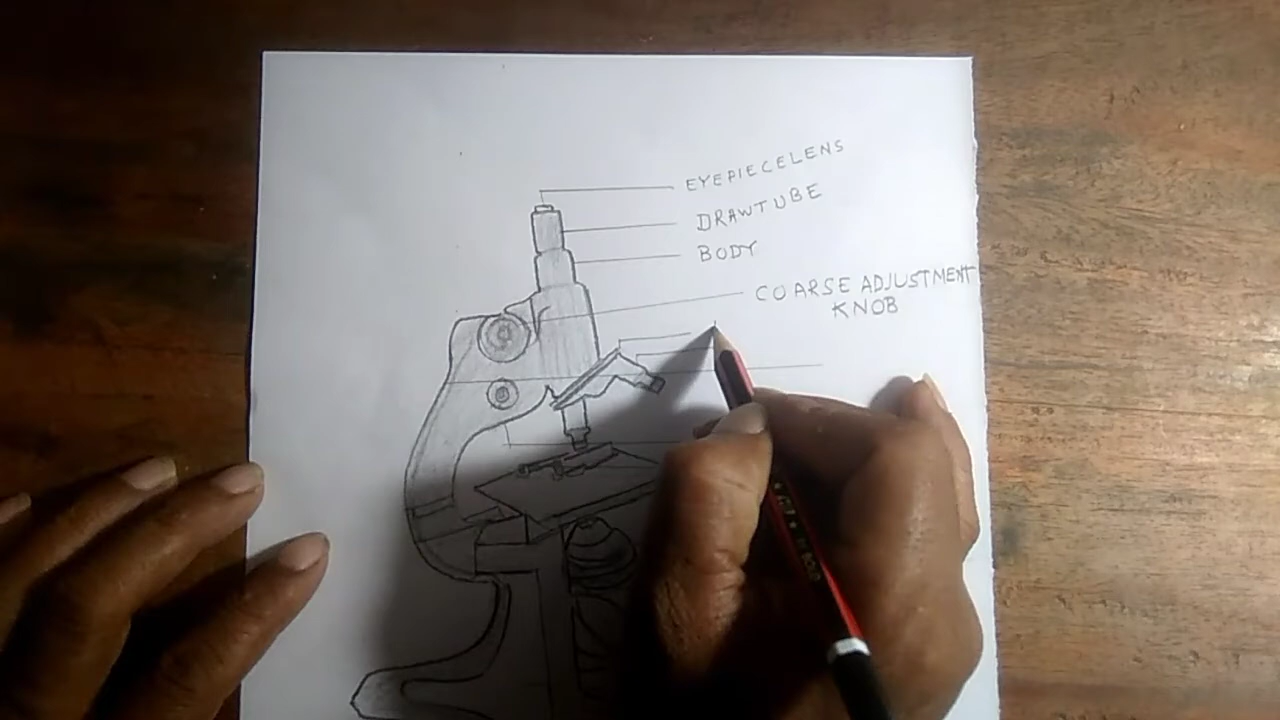 EYEPIECELENS
DRAWTUBE
BODY
COARSE ADJUSTMENT
KNOB